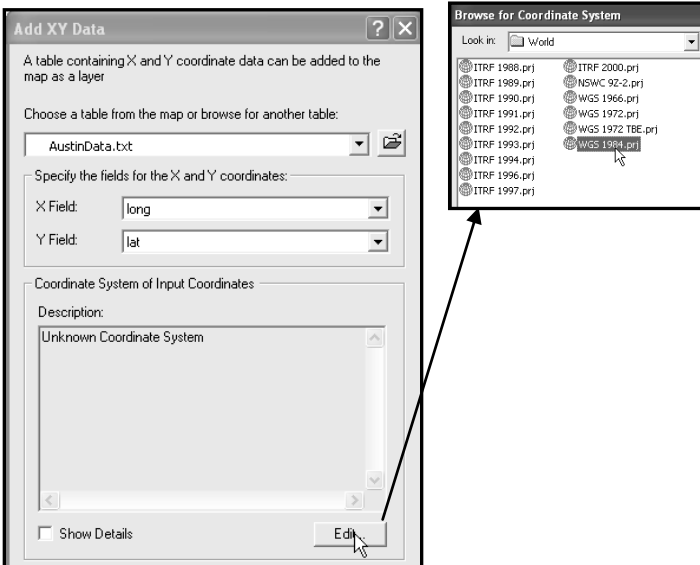 Add XY Data
A table containing X and Y coordinate data can be added to the
map as a layer
Choose a table from the map or browse for another table:
AustinData.txt
Specify the fields for the X and Y coordinates:
X Field: long
Y Field: lat
Coordinate System of Input Coordinates
Description:
Unknown Coordinate System
Show Details
Edit...
Browse for Coordinate System
Look in: World
ITRF 1988.prj ITRF 2000.prj
ITRF 1989.prj NSWC 9Z-2.prj
ITRF 1990.prj WGS 1966.prj
ITRF 1991.prj WGS 1972.prj
ITRF 1992.prj WGS 1972 TBE.prj
ITRF 1993.prj WGS 1984.prj
ITRF 1994.prj
ITRF 1996.prj
ITRF 1997.prj